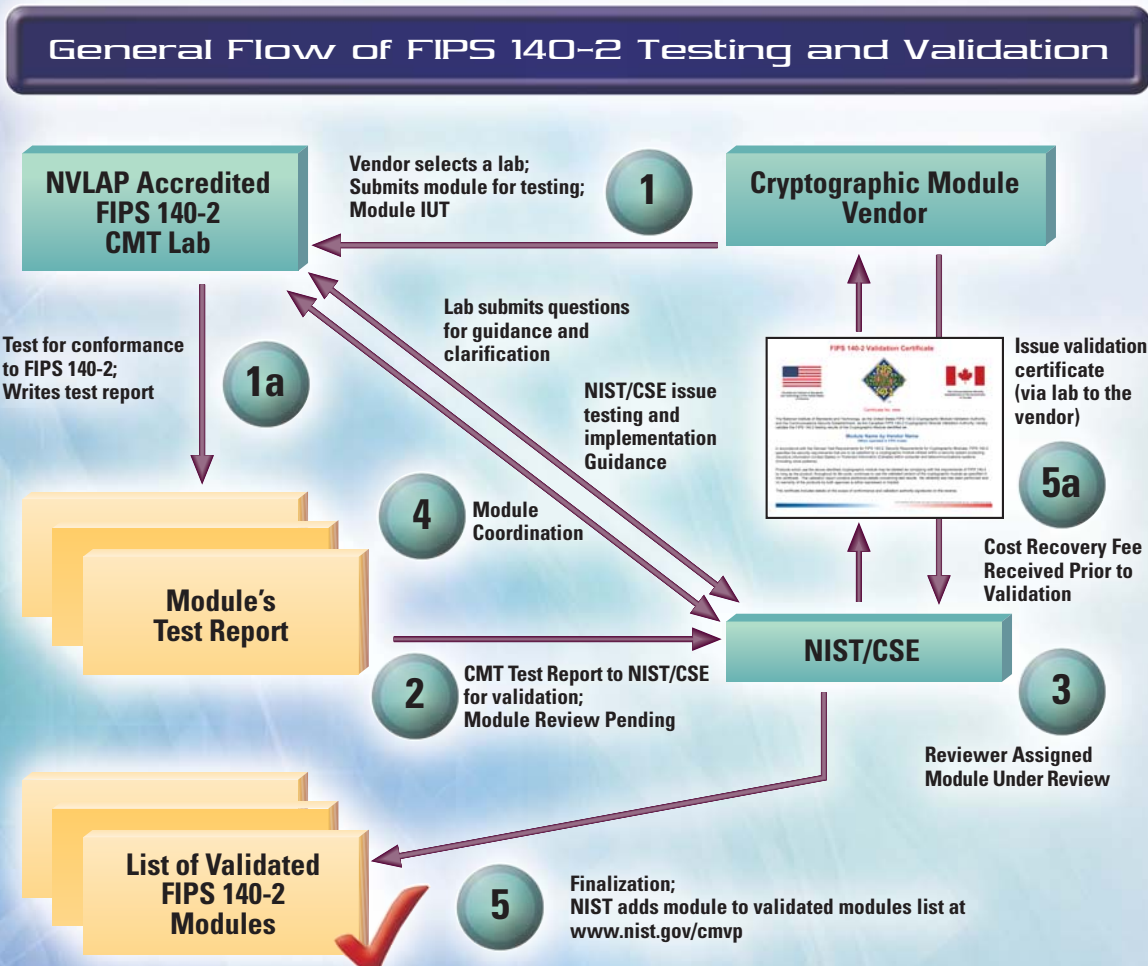 General Flow of FIPS 140-2 Testing and Validation
NVLAP Accredited
FIPS 140-2
CMT Lab
Vendor selects a lab;
Submits module for testing;
Module IUT
1
Cryptographic Module
Vendor
Test for conformance
to FIPS 140-2;
Writes test report
1a
Lab submits questions
for guidance and
clarification
NIST/CSE issue
testing and
implementation
Guidance
FIPS 140-2 Validation Certificate
Module Name by Vendor Name
Issue validation
certificate
(via lab to the
vendor)
5a
Cost Recovery Fee
Received Prior to
Validation
4
Module
Coordination
Module's
Test Report
2
CMT Test Report to NIST/CSE
for validation;
Module Review Pending
NIST/CSE
3
Reviewer Assigned
Module Under Review
List of Validated
FIPS 140-2
Modules
5
Finalization;
NIST adds module to validated modules list at
www.nist.gov/cmvp